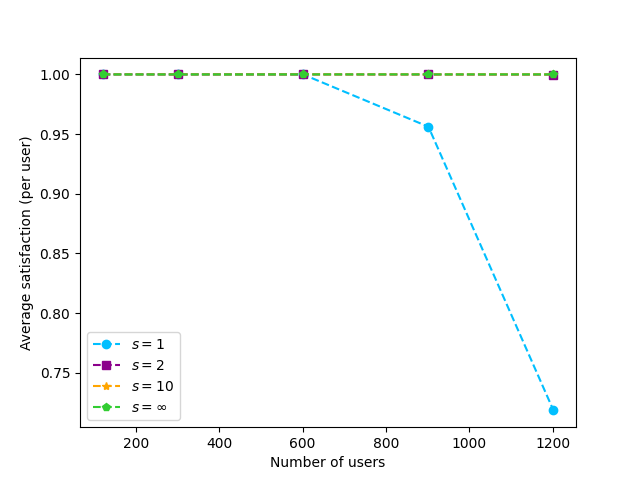 1.00
0.95
0.90
0.85
0.80
0.75
Average satisfaction (per user)
s = 1
s = 2
s = 10
s = ∞
200 400 600 800 1000 1200
Number of users